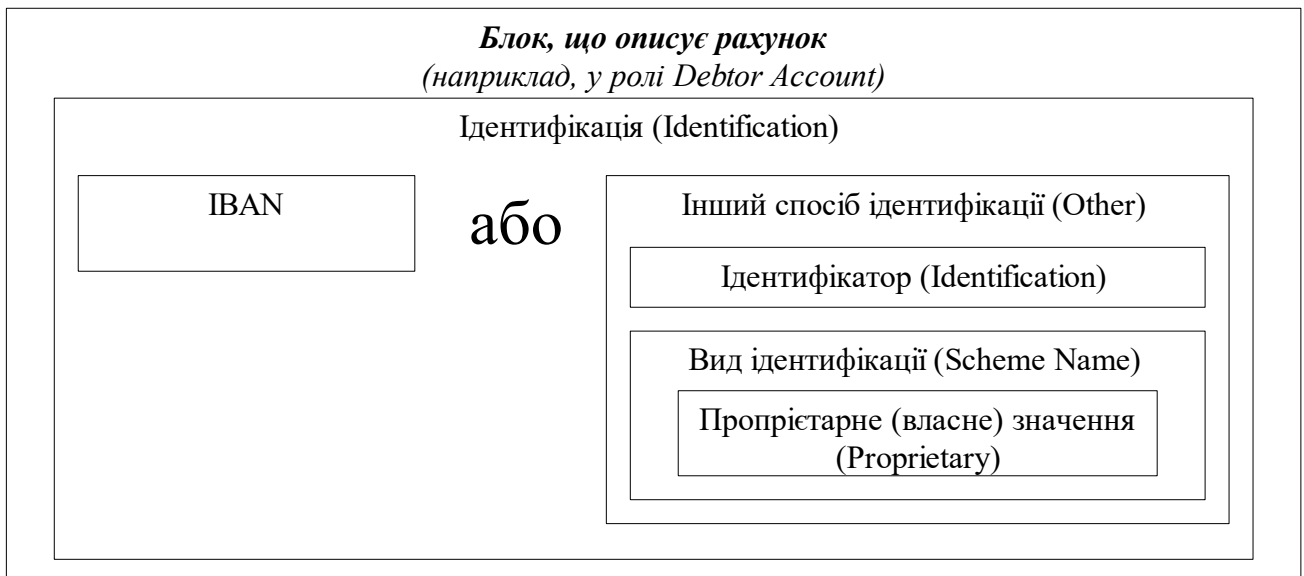 Блок, що описує рахунок
(наприклад, у ролі Debtor Account)
Ідентифікація (Identification)
IBAN
або
Інший спосіб ідентифікації (Other)
Ідентифікатор (Identification)
Вид ідентифікації (Scheme Name)
Пропрієтарне (власне) значення
(Proprietary)